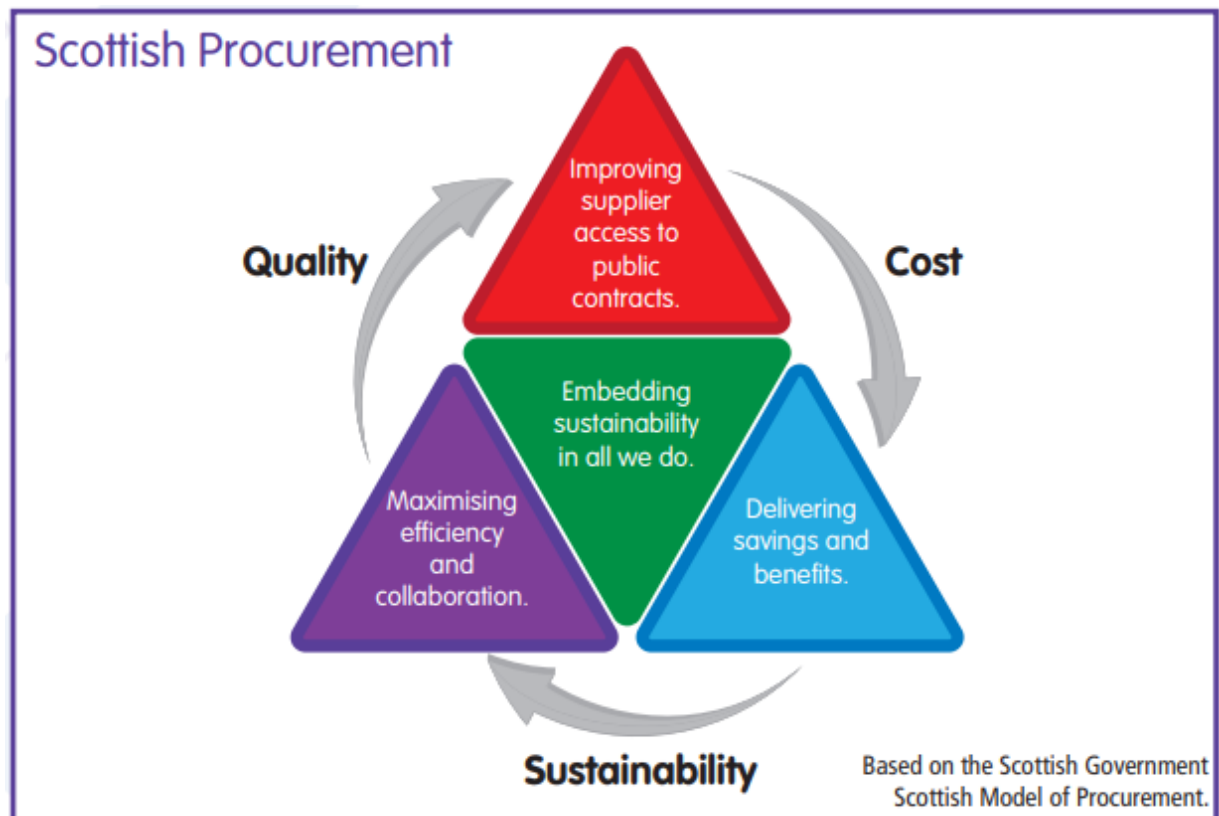 Scottish Procurement
Improving
supplier
access to
public
contracts.
Quality
Cost
Embedding
sustainability
in all we do.
Maximising
efficiency
and
collaboration.
Delivering
savings and
benefits.
Sustainability
Based on the Scottish Government
Scottish Model of Procurement.